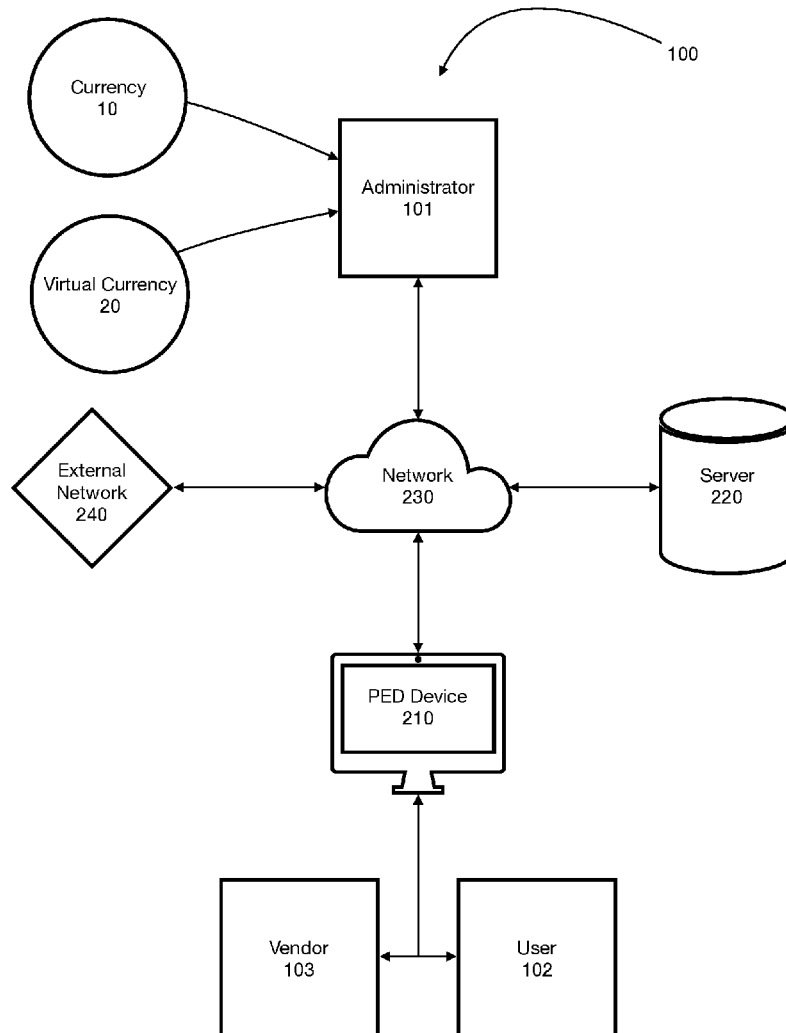 100
Currency
10
Administrator
101
Virtual Currency
20
External
Network
240
Network
230
Server
220
PED Device
210
Vendor
103
User
102